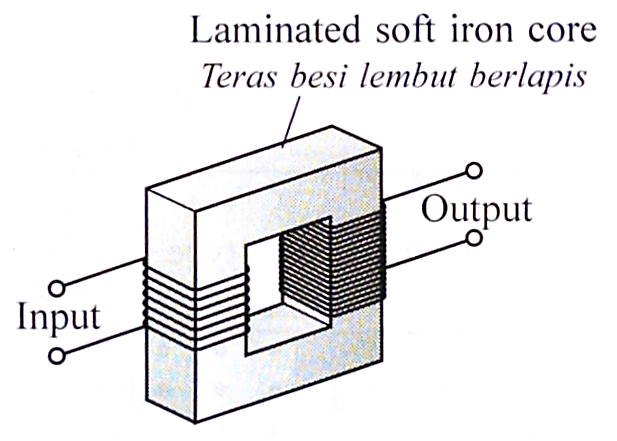 Laminated soft iron core
Teras besi lembut berlapis
Output
Input